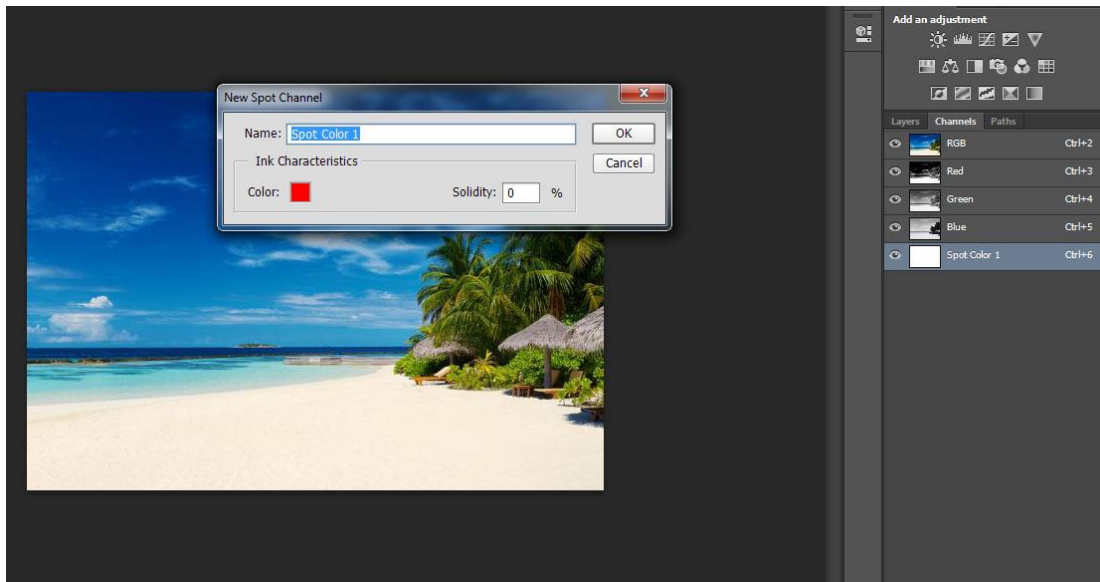 Add an adjustment
New Spot Channel
Name: Spot Color 1
OK
Ink Characteristics
Cancel
Color:
Solidity: 0 %
Layers Channels Paths
RGB Ctrl+2
Red Ctrl+3
Green Ctrl+4
Blue Ctrl+5
Spot Color 1 Ctrl+6